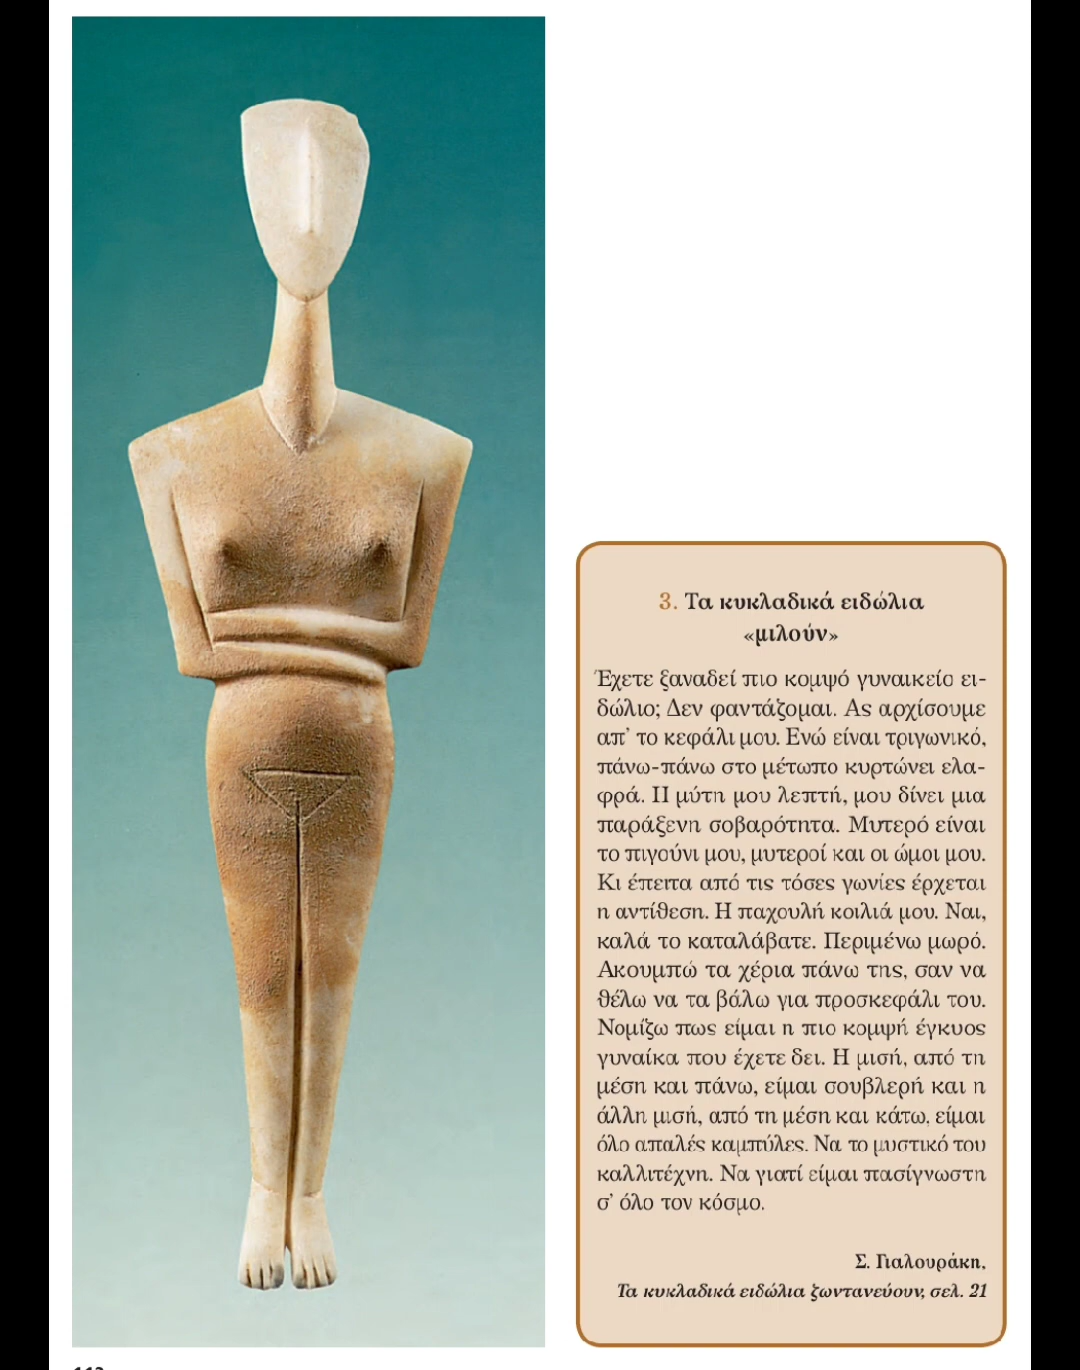 3. Τα κυκλαδικά ειδώλια
«μιλούν»
Έχετε ξαναδεί πιο κομψό γυναικείο ει-
δώλιο; Δεν φαντάζομαι. Ας αρχίσουμε
απ’ το κεφάλι μου. Ενώ είναι τριγωνικό,
πάνω-πάνω στο μέτωπο κυρτώνει ελα-
φρά. Η μύτη μου λεπτή, μου δίνει μια
παράξενη σοβαρότητα. Μυτερό είναι
το πιγούνι μου, μυτεροί και οι ώμοι μου.
Κι έπειτα από τις τόσες γωνίες έρχεται
η αντίθεση. Η παχουλή κοιλιά μου. Ναι,
καλά το καταλάβατε. Περιμένω μωρό.
Ακουμπώ τα χέρια πάνω της, σαν να
θέλω να τα βάλω για προσκεφάλι του.
Νομίζω πως είμαι η πιο κομψή έγκυος
γυναίκα που έχετε δει. Η μισή, από τη
μέση και πάνω, είμαι σουβλερή και η
άλλη μισή, από τη μέση και κάτω, είμαι
όλο απαλές καμπύλες. Να το μυστικό του
καλλιτέχνη. Να γιατί είμαι πασίγνωστη
σ’ όλο τον κόσμο.
Σ. Γιαλουράκη,
Τα κυκλαδικά ειδώλια ζωντανεύουν, σελ. 21